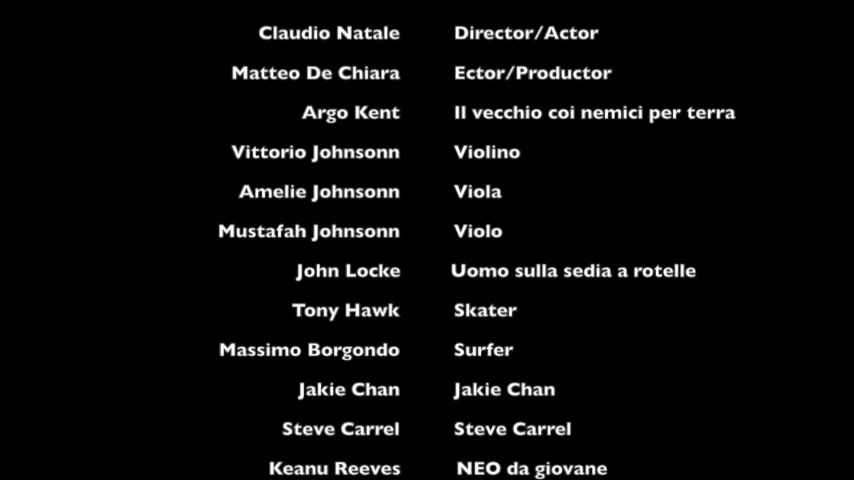 Claudio Natale Director/Actor
Matteo De Chiara Ector/Productor
Argo Kent Il vecchio coi nemici per terra
Vittorio Johnsonn Violino
Amelie Johnsonn Viola
Mustafah Johnsonn Violo
John Locke Uomo sulla sedia a rotelle
Tony Hawk Skater
Massimo Borgondo Surfer
Jakie Chan Jakie Chan
Steve Carrel Steve Carrel
Keanu Reeves NEO da giovane